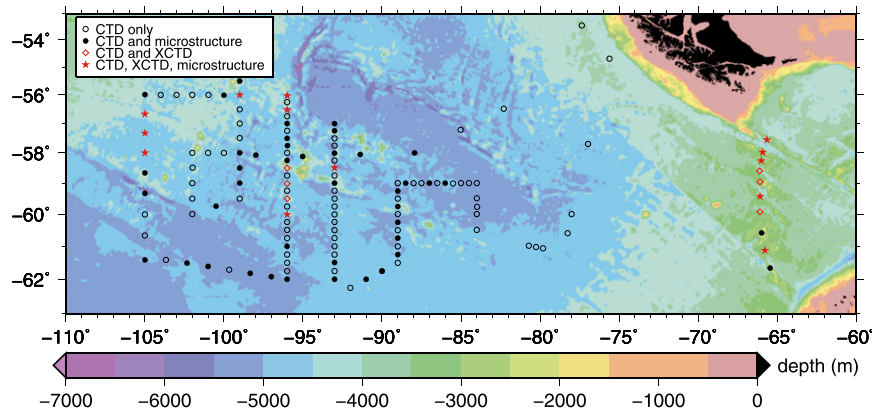 CTD only
CTD and microstructure
CTD and XCTD
CTD, XCTD, microstructure
−54˚
−56˚
−58˚
−60˚
−62˚
−110˚ −105˚ −100˚ −95˚ −90˚ −85˚ −80˚ −75˚ −70˚ −65˚ −60˚
depth (m)
−7000 −6000 −5000 −4000 −3000 −2000 −1000 0